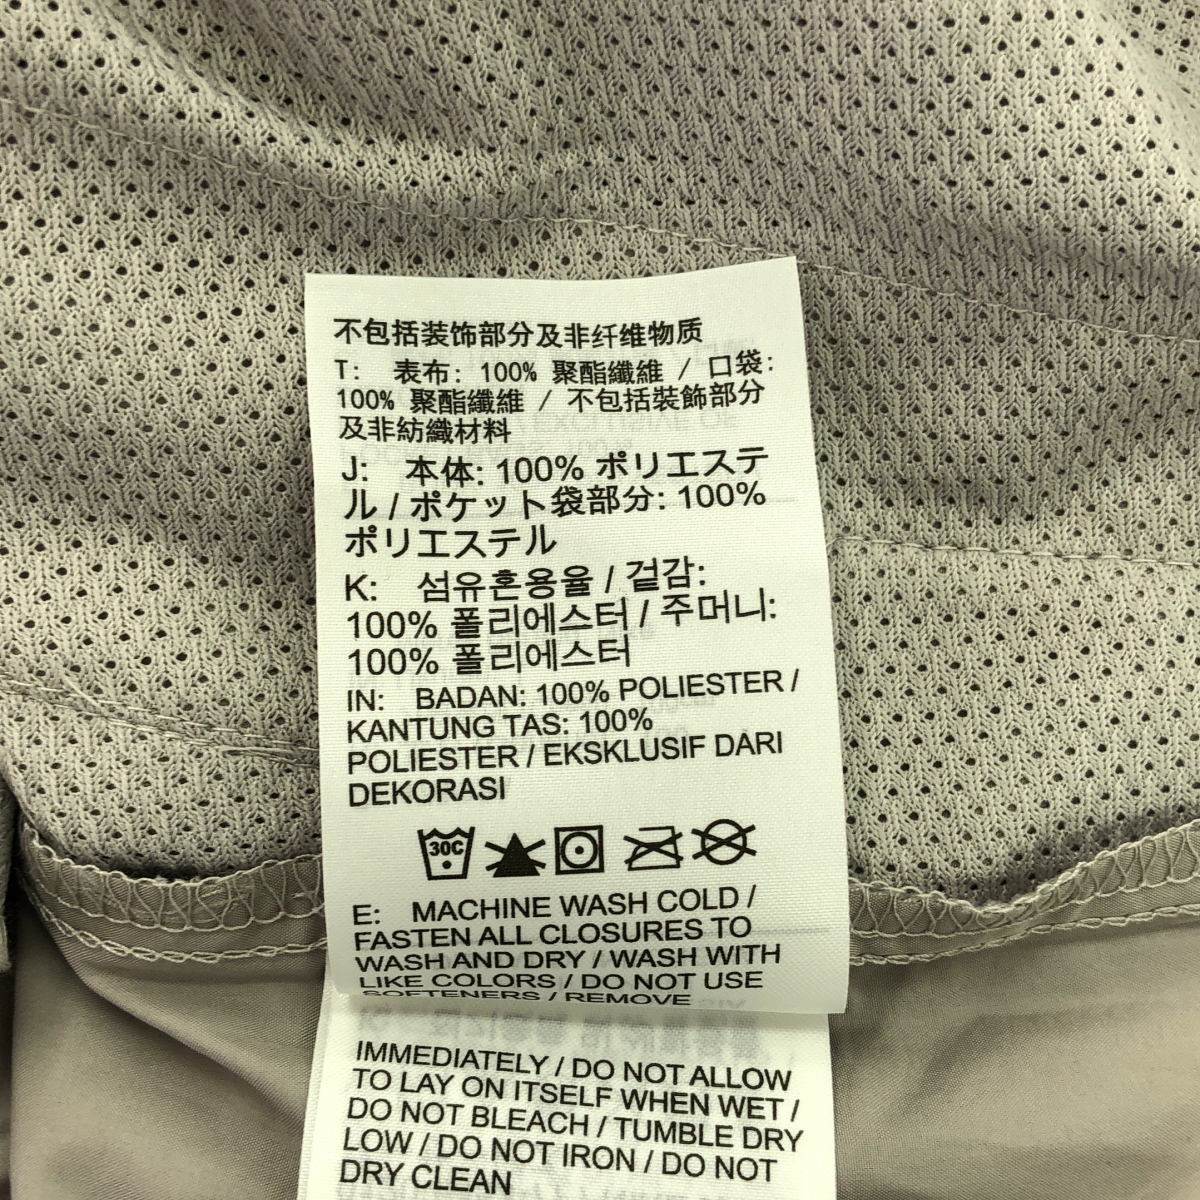 不包括装饰部分及非纤维物质
T: 表布: 100% 聚酯纖維 / 口袋:
100% 聚酯纖維 / 不包括裝飾部分
及非紡織材料
J: 本体: 100% ポリエステ
ル / ポケット袋部分: 100%
ポリエステル
K: 섬유혼용율 / 겉감:
100% 폴리에스터 / 주머니:
100% 폴리에스터
IN: BADAN: 100% POLIESTER /
KANTUNG TAS: 100%
POLIESTER / EKSKLUSIF DARI
DEKORASI
30C
E: MACHINE WASH COLD /
FASTEN ALL CLOSURES TO
WASH AND DRY / WASH WITH
LIKE COLORS / DO NOT USE
SOFTENERS / REMOVE
IMMEDIATELY / DO NOT ALLOW
TO LAY ON ITSELF WHEN WET /
DO NOT BLEACH / TUMBLE DRY
LOW / DO NOT IRON / DO NOT
DRY CLEAN